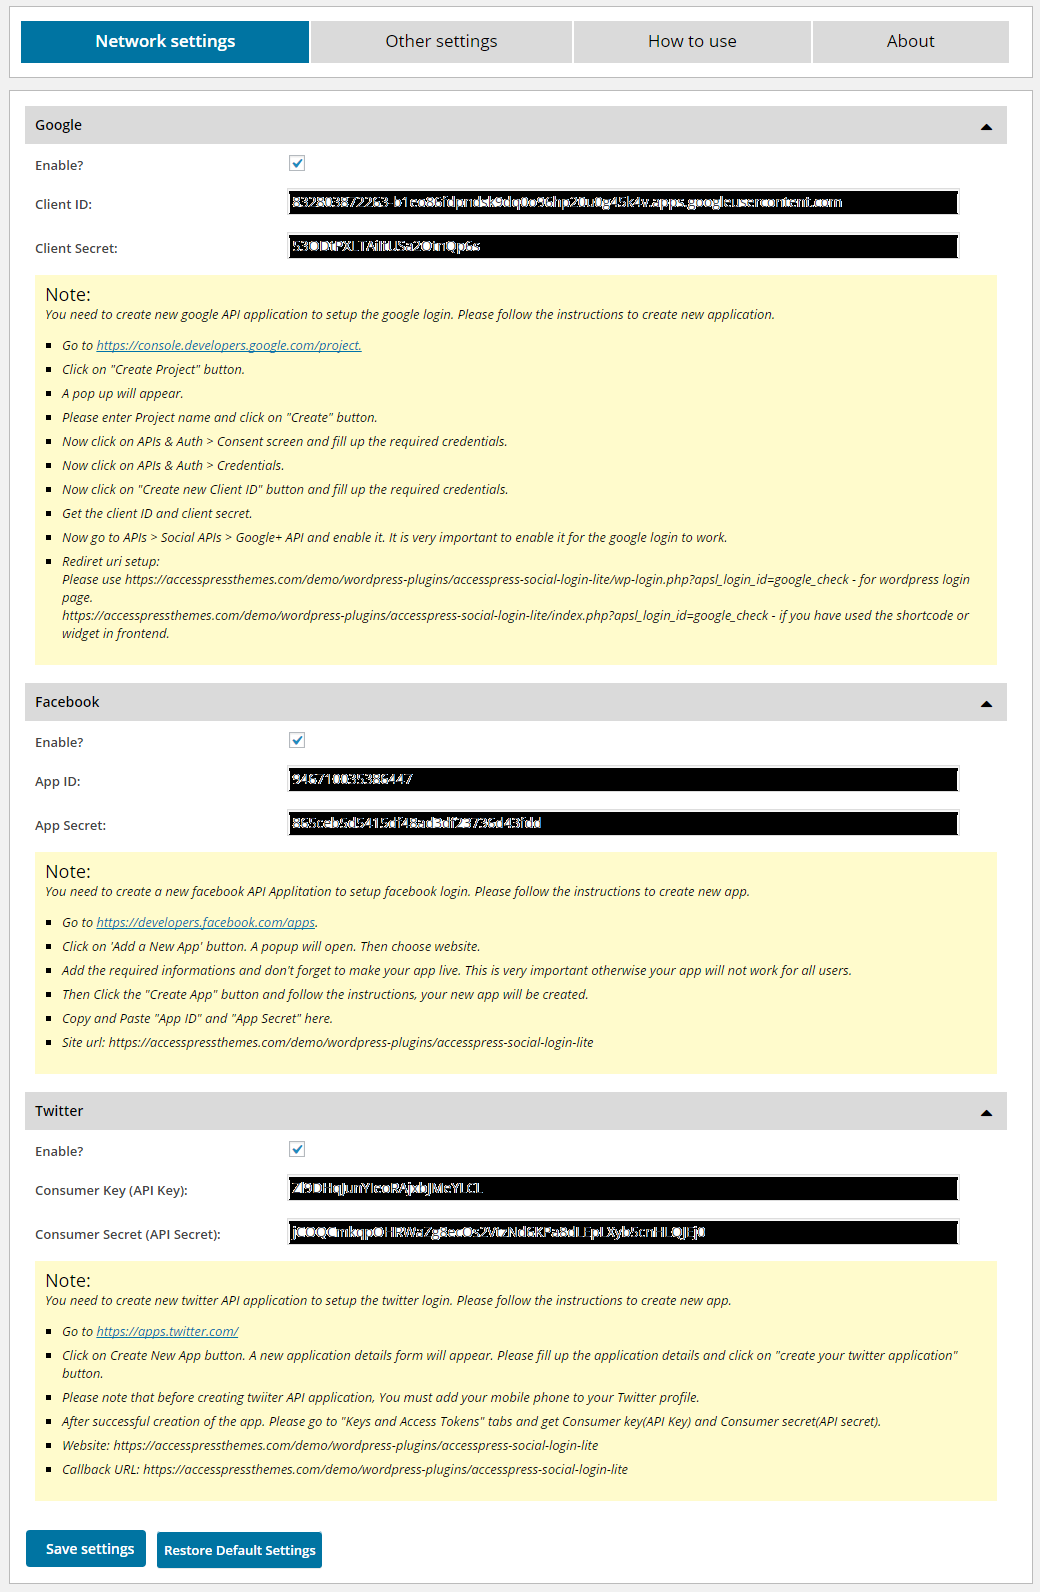 Network settings
Other settings
How to use
About
Google
Enable?
Client ID:
Client Secret:
Note:
You need to create new google API application to setup the google login. Please follow the instructions to create new application.
Go to https://console.developers.google.com/project.
Click on "Create Project" button.
A pop up will appear.
Please enter Project name and click on "Create" button.
Now click on APIs & Auth > Consent screen and fill up the required credentials.
Now click on APIs & Auth > Credentials.
Now click on "Create new Client ID" button and fill up the required credentials.
Get the client ID and client secret.
Now go to APIs > Social APIs > Google+ API and enable it. It is very important to enable it for the google login to work.
Rediret uri setup:
Please use https://accesspressthemes.com/demo/wordpress-plugins/accesspress-social-login-lite/wp-login.php?apsl_login_id=google_check - for wordpress login
page.
https://accesspressthemes.com/demo/wordpress-plugins/accesspress-social-login-lite/index.php?apsl_login_id=google_check - if you have used the shortcode or
widget in frontend.
Facebook
Enable?
App ID:
App Secret:
Note:
You need to create a new facebook API Applitation to setup facebook login. Please follow the instructions to create new app.
Go to https://developers.facebook.com/apps.
Click on 'Add a New App' button. A popup will open. Then choose website.
Add the required informations and don't forget to make your app live. This is very important otherwise your app will not work for all users.
Then Click the "Create App" button and follow the instructions, your new app will be created.
Copy and Paste "App ID" and "App Secret" here.
Site url: https://accesspressthemes.com/demo/wordpress-plugins/accesspress-social-login-lite
Twitter
Enable?
Consumer Key (API Key):
Consumer Secret (API Secret):
Note:
You need to create new twitter API application to setup the twitter login. Please follow the instructions to create new app.
Go to https://apps.twitter.com/
Click on Create New App button. A new application details form will appear. Please fill up the application details and click on "create your twitter application"
button.
Please note that before creating twiiter API application, You must add your mobile phone to your Twitter profile.
After successful creation of the app. Please go to "Keys and Access Tokens" tabs and get Consumer key(API Key) and Consumer secret(API secret).
Website: https://accesspressthemes.com/demo/wordpress-plugins/accesspress-social-login-lite
Callback URL: https://accesspressthemes.com/demo/wordpress-plugins/accesspress-social-login-lite
Save settings
Restore Default Settings